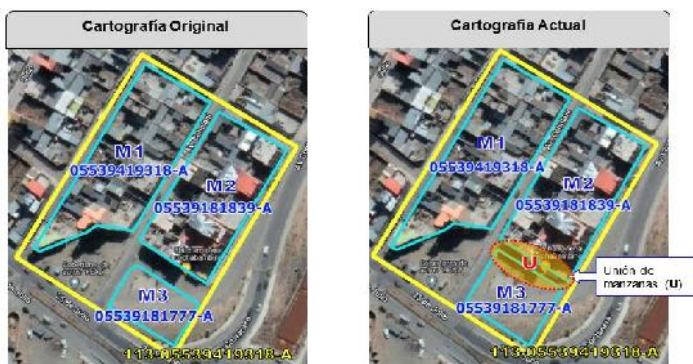 Cartografía Original
M1
05539419318-A
M2
05539181839-A
M3
05539181777-A
113-05539419318-A
Cartografia Actual
M1
05539419318-A
M2
05539181839-A
U
M3
05539181777-A
113-05539419318-A
Unión de
manzanas (U)